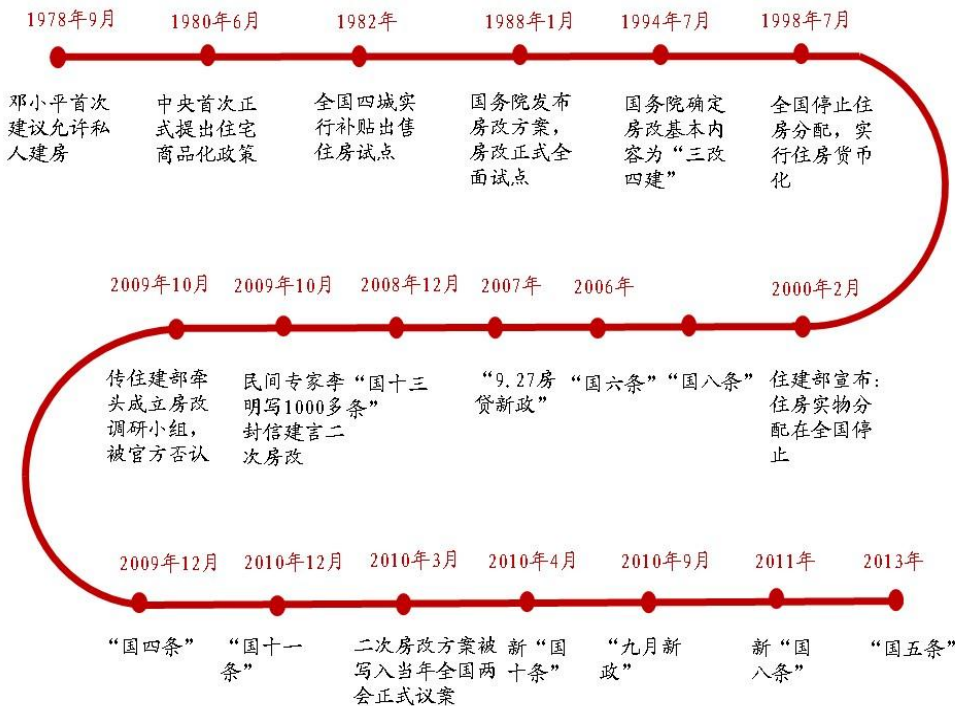 1978年9月
1980年6月
1982年
1988年1月
1994年7月
1998年7月
邓小平首次
建议允许私
人建房
中央首次正
式提出住宅
商品化政策
全国四城实
行补贴出售
住房试点
国务院发布
房改方案，
房改正式全
面试点
国务院确定
房改基本内
容为“三改
四建”
全国停止住
房分配，实
行住房货币
化
2009年10月
2009年10月
2008年12月
2007年
2006年
2000年2月
传住建部牵
头成立房改
调研小组，
被官方否认
民间专家李
明写1000多
封信建言二
次房改
“国十三
条”
“9.27房
贷新政”
“国六条”
“国八条”
住建部宣布：
住房实物分
配在全国停
止
2009年12月
2010年12月
2010年3月
2010年4月
2010年9月
2011年
2013年
“国四条”
“国十一
条”
二次房改方案被
写入当年全国两
会正式议案
新“国
十条”
“九月新
政”
新“国
八条”
“国五条”